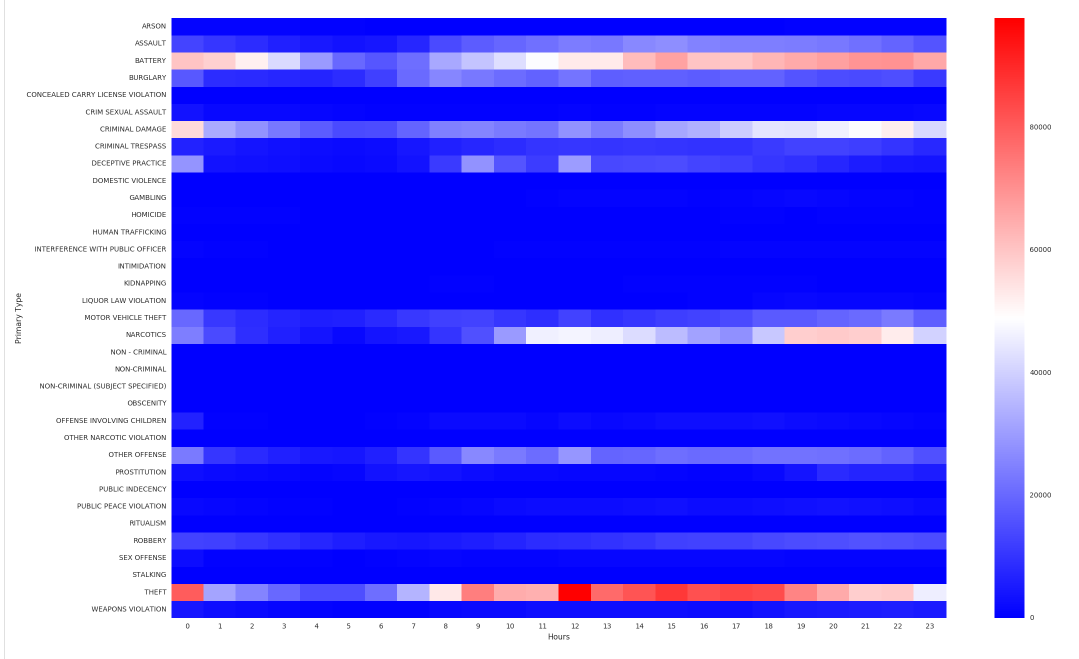 ARSON
ASSAULT
BATTERY
BURGLARY
CONCEALED CARRY LICENSE VIOLATION
CRIM SEXUAL ASSAULT
CRIMINAL DAMAGE
CRIMINAL TRESPASS
DECEPTIVE PRACTICE
DOMESTIC VIOLENCE
GAMBLING
HOMICIDE
HUMAN TRAFFICKING
INTERFERENCE WITH PUBLIC OFFICER
INTIMIDATION
KIDNAPPING
LIQUOR LAW VIOLATION
MOTOR VEHICLE THEFT
NARCOTICS
NON - CRIMINAL
NON-CRIMINAL
NON-CRIMINAL (SUBJECT SPECIFIED)
OBSCENITY
OFFENSE INVOLVING CHILDREN
OTHER NARCOTIC VIOLATION
OTHER OFFENSE
PROSTITUTION
PUBLIC INDECENCY
PUBLIC PEACE VIOLATION
RITUALISM
ROBBERY
SEX OFFENSE
STALKING
THEFT
WEAPONS VIOLATION
Primary Type
0 1 2 3 4 5 6 7 8 9 10 11 12 13 14 15 16 17 18 19 20 21 22 23
Hours
80000
60000
40000
20000
0